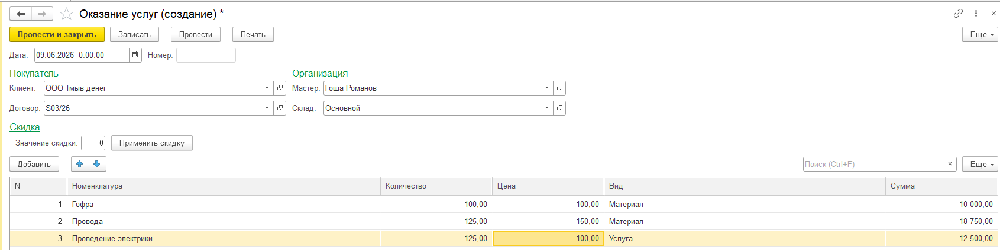 Оказание услуг (создание) *
Провести и закрыть Записать Провести Печать Еще
Дата: 09.06.2026 0:00:00 Номер:
Покупатель Организация
Клиент: ООО Тмыв денег Мастер: Гоша Романов
Договор: S03/26 Склад: Основной
Скидка
Значение скидки: 0 Применить скидку
Добавить Поиск (Ctrl+F) × Еще
N Номенклатура Количество Цена Вид Сумма
1 Гофра 100,00 100,00 Материал 10 000,00
2 Провода 125,00 150,00 Материал 18 750,00
3 Проведение электрики 125,00 100,00 Услуга 12 500,00